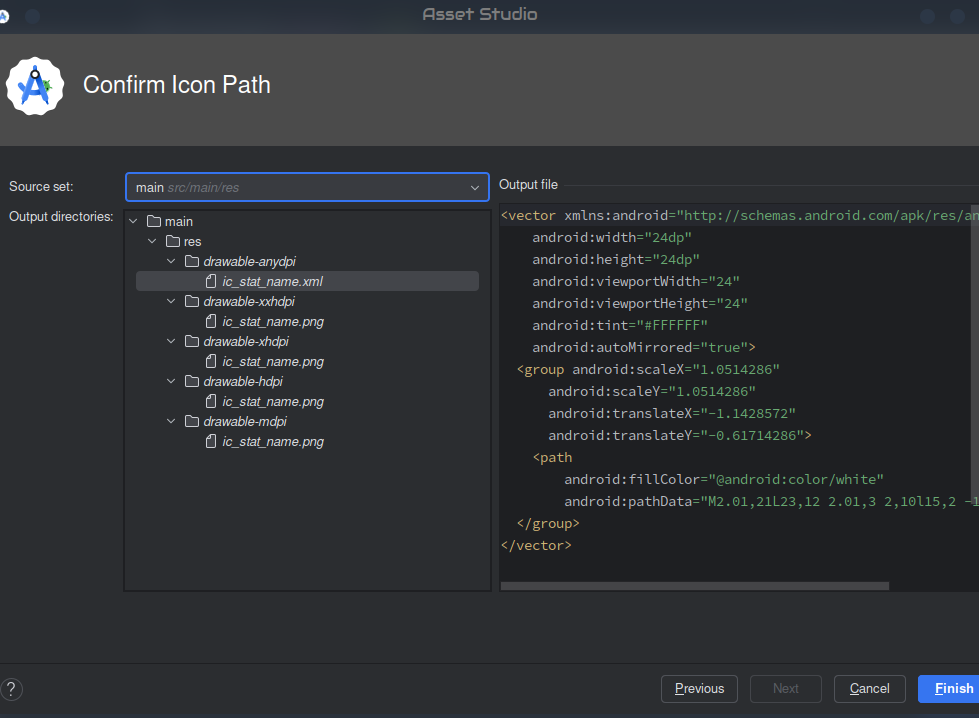 Asset Studio
Confirm Icon Path
Source set:
main src/main/res
Output directories:
main
res
drawable-anydpi
ic_stat_name.xml
drawable-xxhdpi
ic_stat_name.png
drawable-xhdpi
ic_stat_name.png
drawable-hdpi
ic_stat_name.png
drawable-mdpi
ic_stat_name.png
Output file
<vector xmlns:android="http://schemas.android.com/apk/res/an
android:width="24dp"
android:height="24dp"
android:viewportWidth="24"
android:viewportHeight="24"
android:tint="#FFFFFF"
android:autoMirrored="true">
<group android:scaleX="1.0514286"
android:scaleY="1.0514286"
android:translateX="-1.1428572"
android:translateY="-0.61714286">
<path
android:fillColor="@android:color/white"
android:pathData="M2.01,21L23,12 2.01,3 2,10l15,2 -1
</group>
</vector>
?
Previous
Next
Cancel
Finish